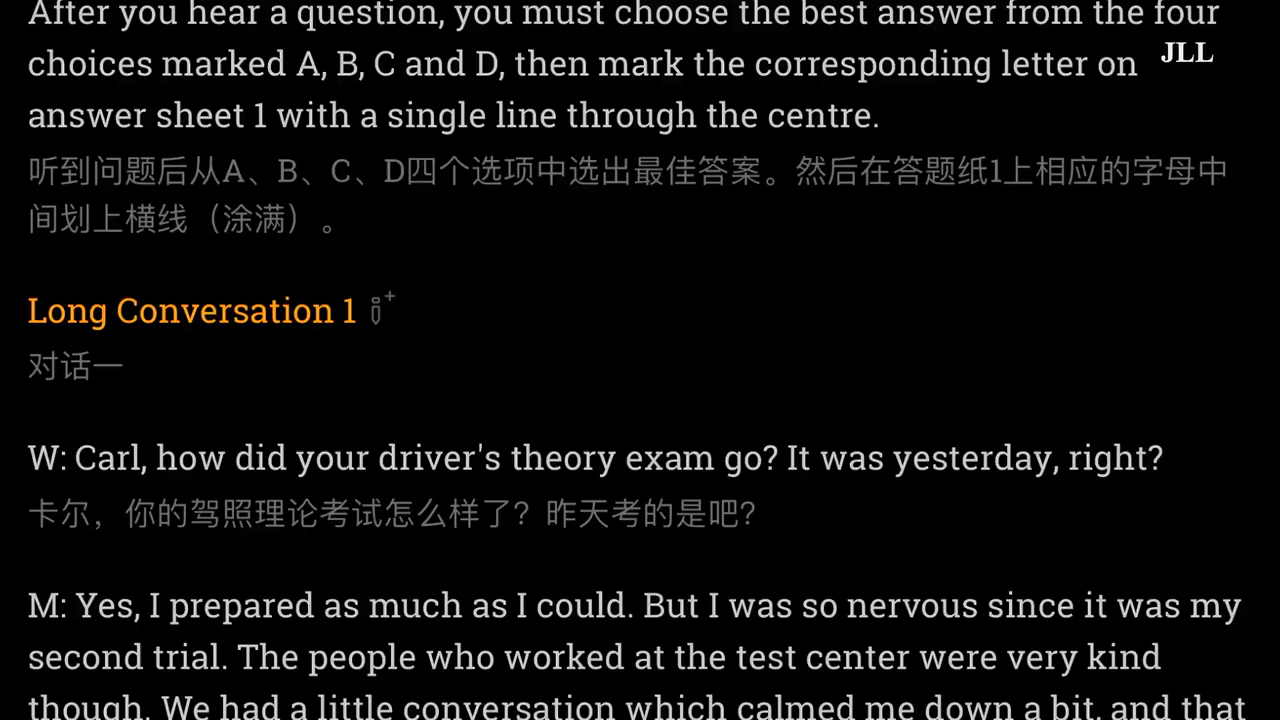 After you hear a question, you must choose the best answer from the four
choices marked A, B, C and D, then mark the corresponding letter on
JLL
answer sheet 1 with a single line through the centre.
听到问题后从A、B、C、D四个选项中选出最佳答案。然后在答题纸1上相应的字母中
间划上横线（涂满）。
Long Conversation 1
对话一
W: Carl, how did your driver's theory exam go? It was yesterday, right?
卡尔，你的驾照理论考试怎么样了？昨天考的是吧？
M: Yes, I prepared as much as I could. But I was so nervous since it was my
second trial. The people who worked at the test center were very kind
though. We had a little conversation which calmed me down a bit, and that